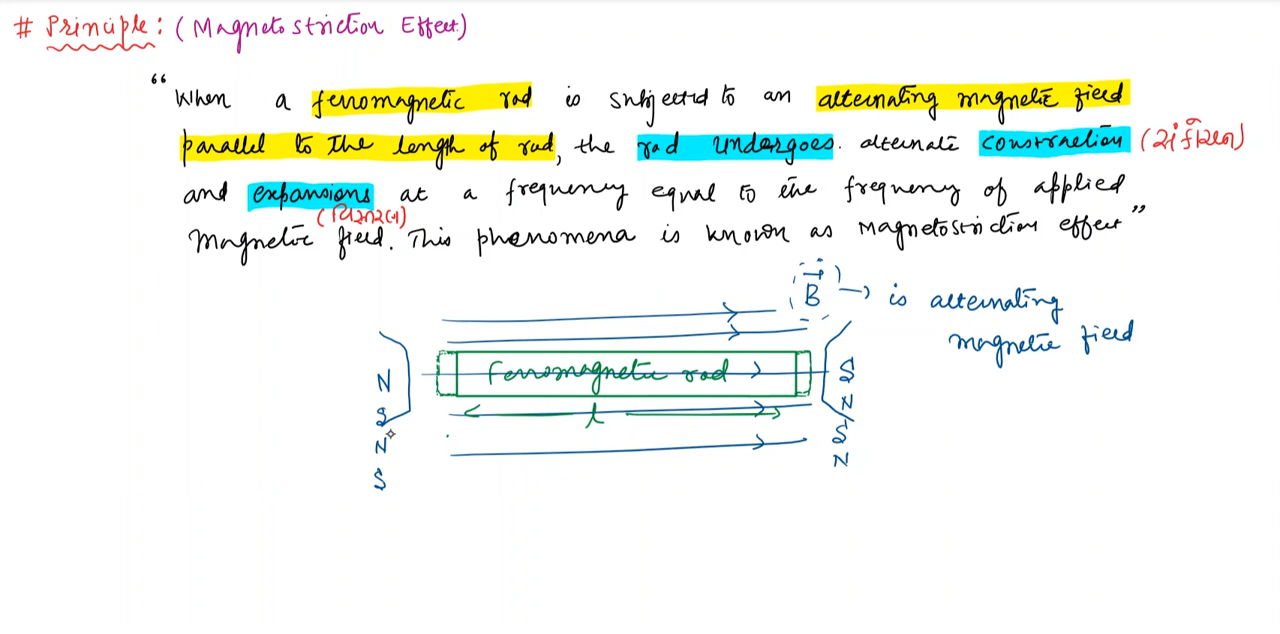 # Principle: (Magnetostriction Effect)
“ When a ferromagnetic rod is subjected to an alternating magnetic field
parallel to the length of rod, the rod undergoes. alternate constraction (સંકોચન)
and expansions at a frequency equal to the frequency of applied
(વિસ્તરણ)
magnetic field. This phenomena is known as Magnetostriction effect”
B → is alternating
magnetic field
Ferromagnetic rod
N S
S l N
N S
S N